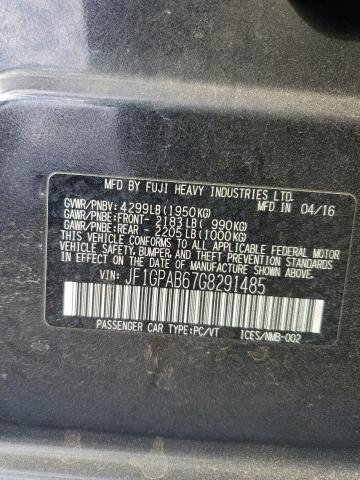 MFD BY FUJI HEAVY INDUSTRIES LTD.
GVWR/PNBV: 4299LB(1950KG) MFD IN 04/16
GAWR/PNBE:FRONT- 2183LB( 990KG)
GAWR/PNBE:REAR - 2205LB(1000KG)
THIS VEHICLE CONFORMS TO ALL APPLICABLE FEDERAL MOTOR
VEHICLE SAFETY, BUMPER, AND THEFT PREVENTION STANDARDS
IN EFFECT ON THE DATE OF MANUFACTURE SHOWN ABOVE.
VIN: JF1GPAB67G8291485
PASSENGER CAR TYPE:PC/VT ICES/NMB-002